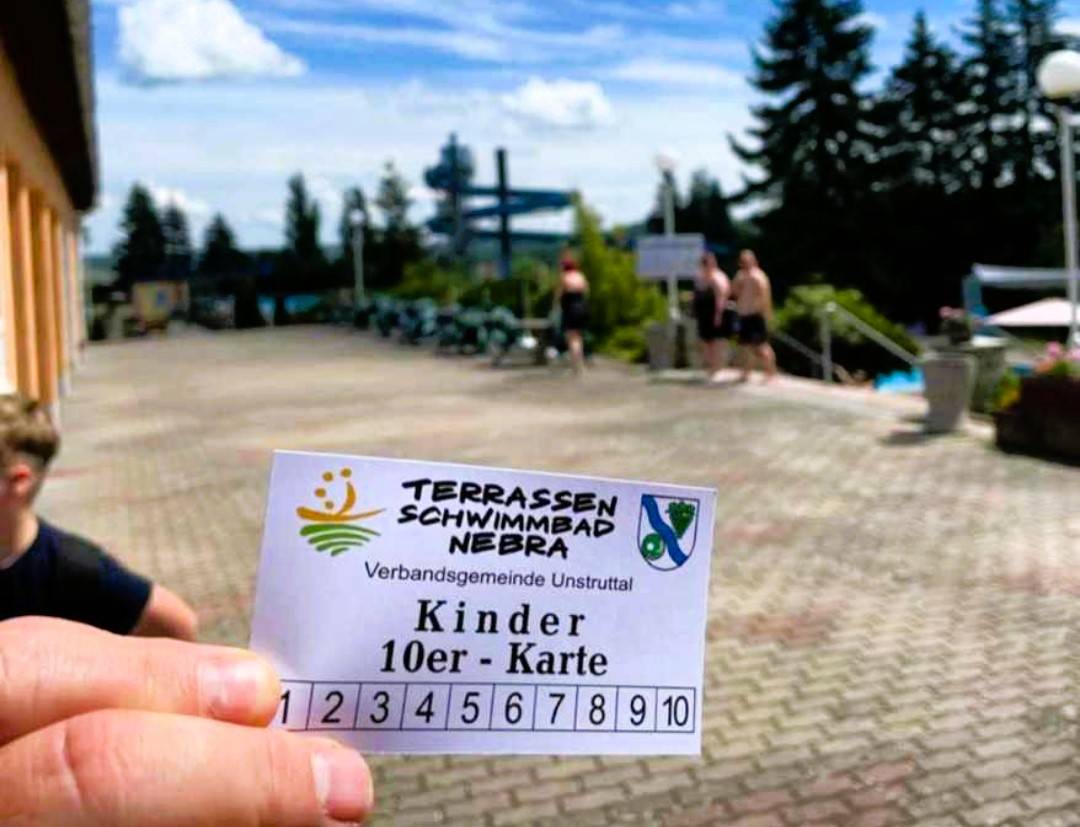 TERRASSEN
SCHWIMMBAD
NEBRA
Verbandsgemeinde Unstruttal
Kinder
10er - Karte
1 2 3 4 5 6 7 8 9 10